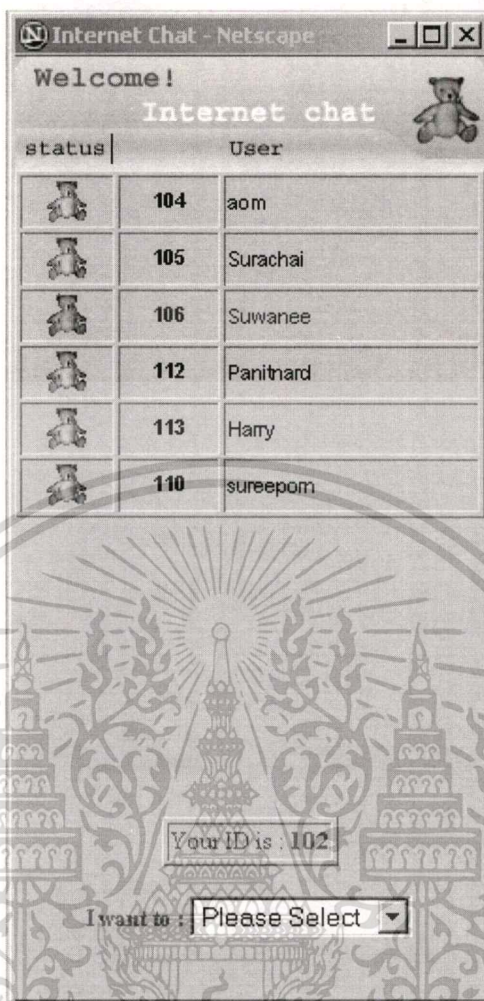 Internet Chat - Netscape
Welcome!
Internet chat
status User
104 aom
105 Surachai
106 Suwanee
112 Panitnard
113 Harry
110 sureeporn
Your ID is : 102
I want to : Please Select